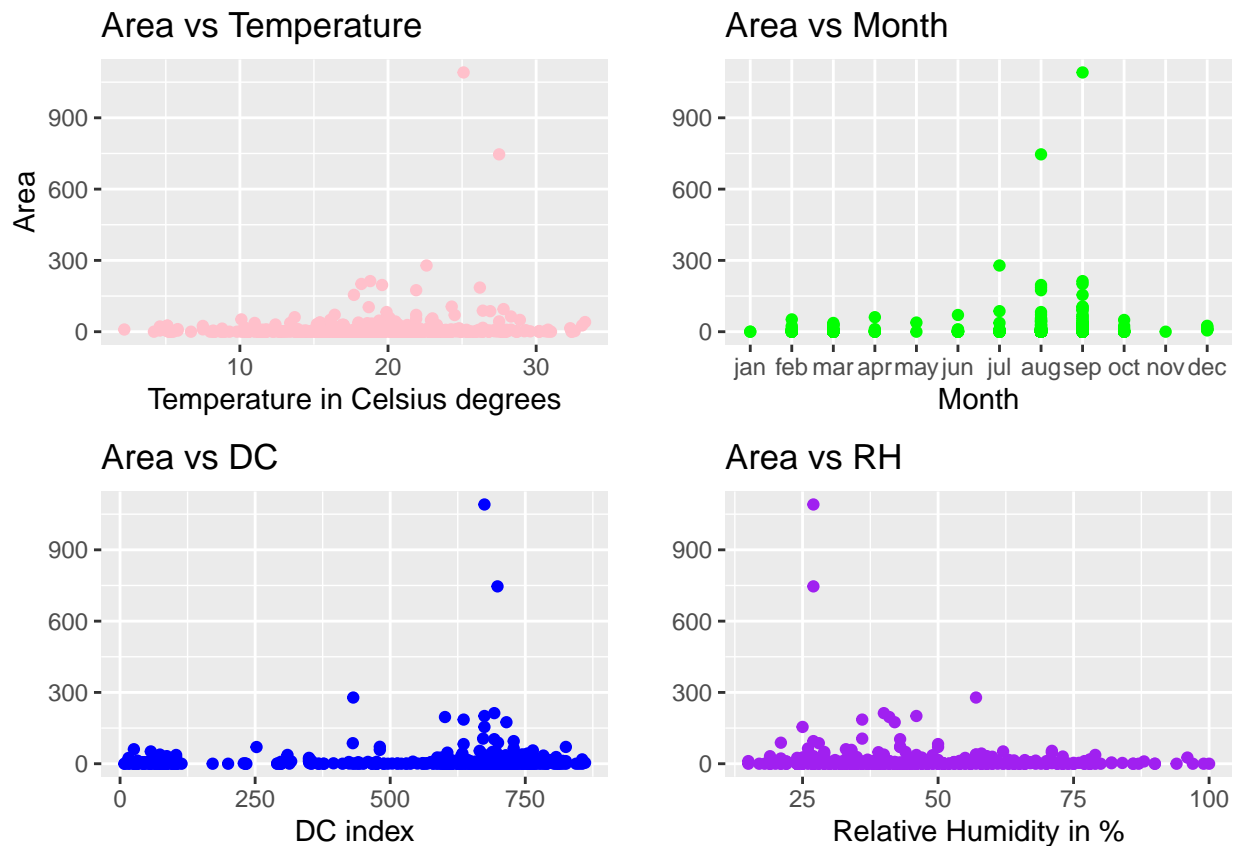 Area vs Temperature
900
600
300
0
Area
10 20 30
Temperature in Celsius degrees
Area vs Month
900
600
300
0
jan feb mar apr may jun jul aug sep oct nov dec
Month
Area vs DC
900
600
300
0
0 250 500 750
DC index
Area vs RH
900
600
300
0
25 50 75 100
Relative Humidity in %